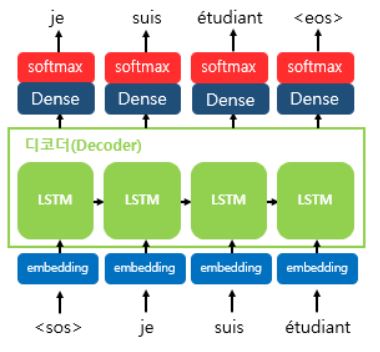 je suis étudiant <eos>
softmax softmax softmax softmax
Dense Dense Dense Dense
디코더(Decoder)
LSTM LSTM LSTM LSTM
embedding embedding embedding embedding
<sos> je suis étudiant